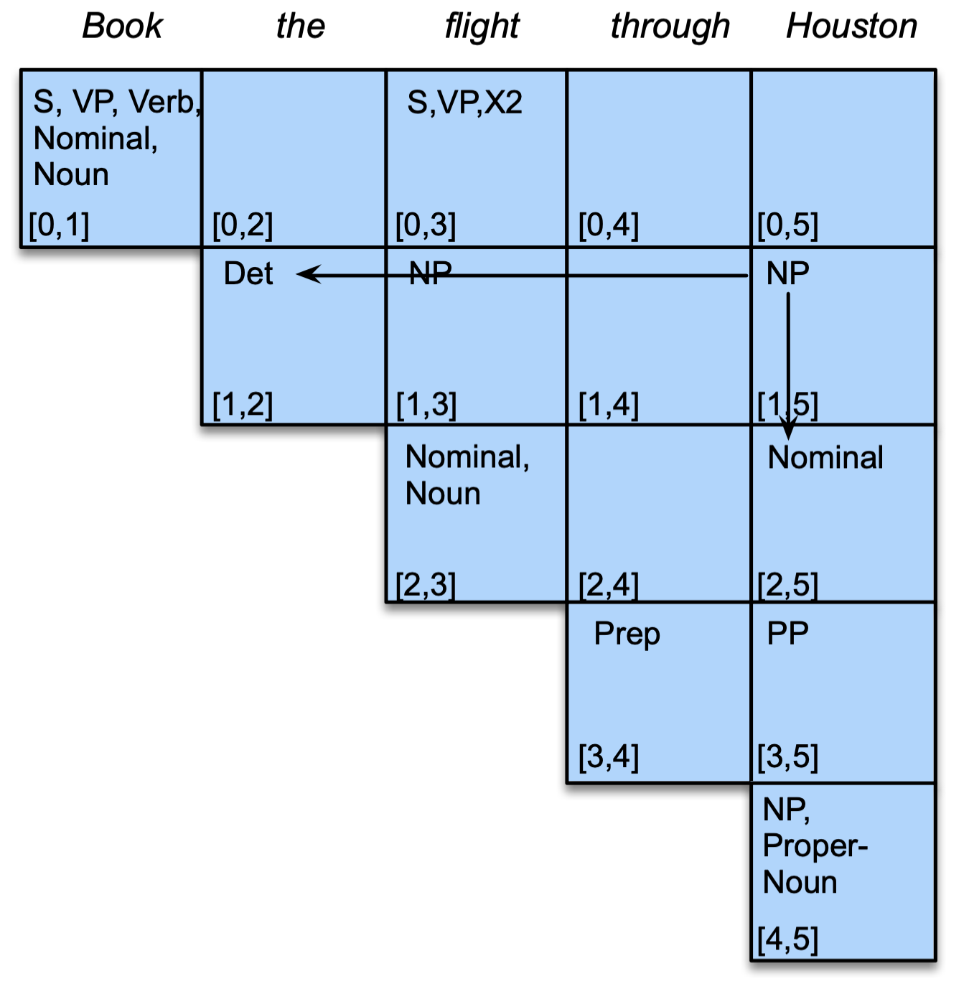 Book the flight through Houston
S, VP, Verb,
Nominal,
Noun
S,VP,X2
[0,1] [0,2] [0,3] [0,4] [0,5]
Det NP NP
[1,2] [1,3] [1,4] [1,5]
Nominal,
Noun
Nominal
[2,3] [2,4] [2,5]
Prep PP
[3,4] [3,5]
NP,
Proper-
Noun
[4,5]